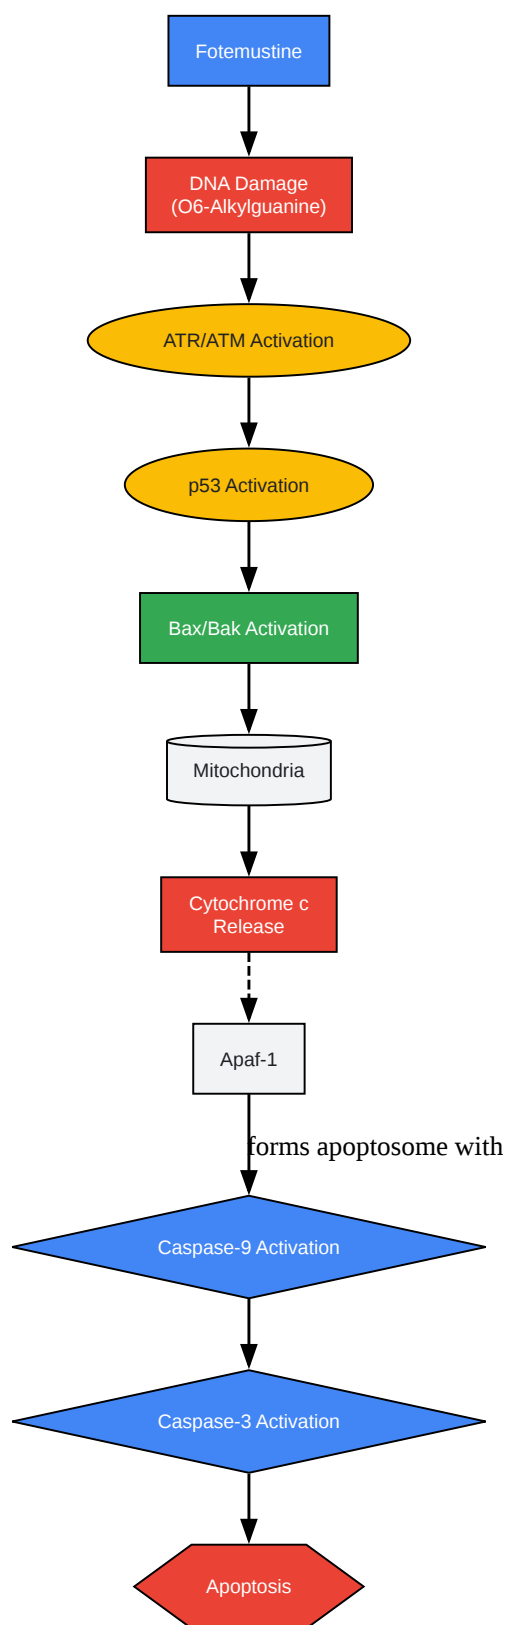 Fotemustine
DNA Damage
(O6-Alkylguanine)
ATR/ATM Activation
p53 Activation
Bax/Bak Activation
Mitochondria
Cytochrome c
Release
Apaf-1
forms apoptosome with
Caspase-9 Activation
Caspase-3 Activation
Apoptosis